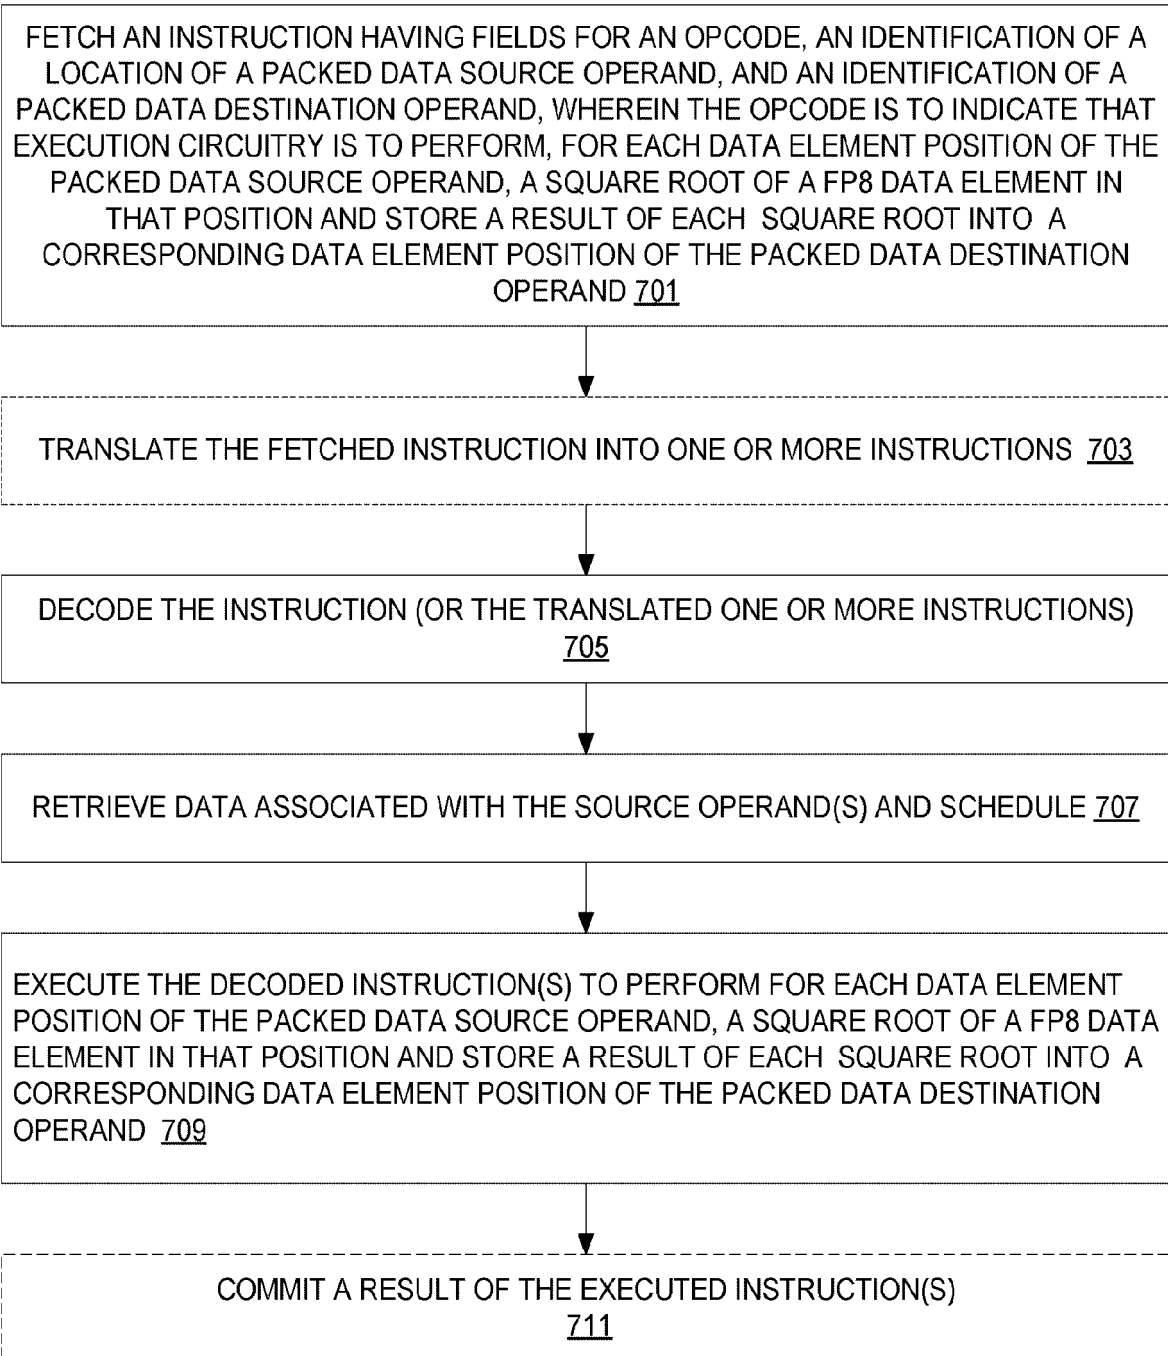 FETCH AN INSTRUCTION HAVING FIELDS FOR AN OPCODE, AN IDENTIFICATION OF A
LOCATION OF A PACKED DATA SOURCE OPERAND, AND AN IDENTIFICATION OF A
PACKED DATA DESTINATION OPERAND, WHEREIN THE OPCODE IS TO INDICATE THAT
EXECUTION CIRCUITRY IS TO PERFORM, FOR EACH DATA ELEMENT POSITION OF THE
PACKED DATA SOURCE OPERAND, A SQUARE ROOT OF A FP8 DATA ELEMENT IN
THAT POSITION AND STORE A RESULT OF EACH SQUARE ROOT INTO A
CORRESPONDING DATA ELEMENT POSITION OF THE PACKED DATA DESTINATION
OPERAND 701
TRANSLATE THE FETCHED INSTRUCTION INTO ONE OR MORE INSTRUCTIONS 703
DECODE THE INSTRUCTION (OR THE TRANSLATED ONE OR MORE INSTRUCTIONS)
705
RETRIEVE DATA ASSOCIATED WITH THE SOURCE OPERAND(S) AND SCHEDULE 707
EXECUTE THE DECODED INSTRUCTION(S) TO PERFORM FOR EACH DATA ELEMENT
POSITION OF THE PACKED DATA SOURCE OPERAND, A SQUARE ROOT OF A FP8 DATA
ELEMENT IN THAT POSITION AND STORE A RESULT OF EACH SQUARE ROOT INTO A
CORRESPONDING DATA ELEMENT POSITION OF THE PACKED DATA DESTINATION
OPERAND 709
COMMIT A RESULT OF THE EXECUTED INSTRUCTION(S)
711